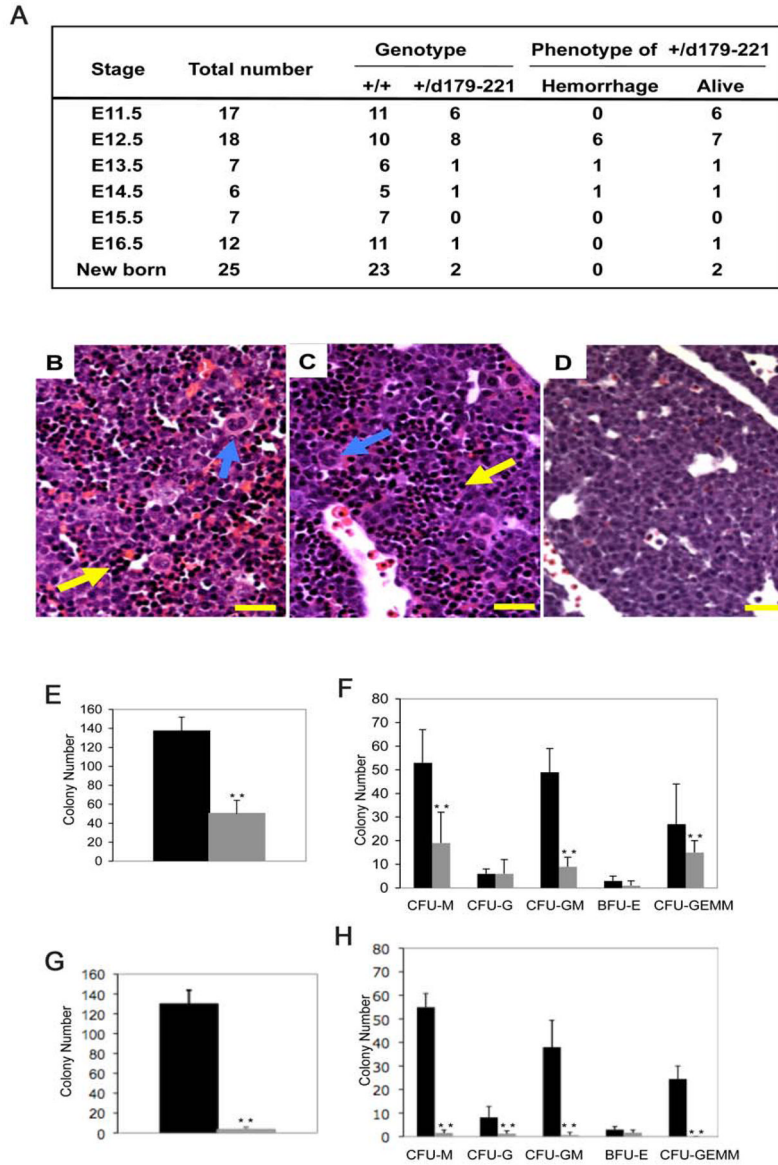 A
Genotype Phenotype of +/d179-221
Stage Total number
+/+ +/d179-221 Hemorrhage Alive
E11.5 17 11 6 0 6
E12.5 18 10 8 6 7
E13.5 7 6 1 1 1
E14.5 6 5 1 1 1
E15.5 7 7 0 0 0
E16.5 12 11 1 0 1
New born 25 23 2 0 2
B C D
E
160
140
120
100
80
60
40
20
0
Colony Number
**
F
80
70
60
50
40
30
20
10
0
Colony Number
** ** **
CFU-M CFU-G CFU-GM BFU-E CFU-GEMM
G
160
140
120
100
80
60
40
20
0
Colony Number
**
H
80
60
50
40
30
20
10
0
Colony Number
** ** ** **
CFU-M CFU-G CFU-GM BFU-E CFU-GEMM